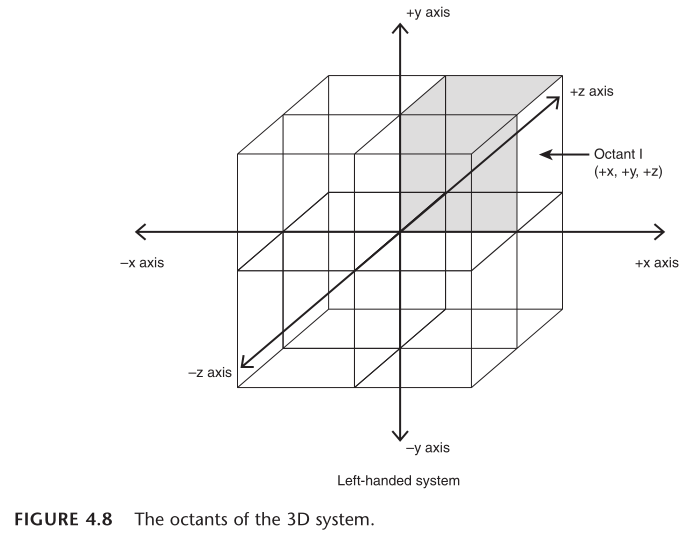 +y axis
+z axis
Octant I
(+x, +y, +z)
–x axis
+x axis
–z axis
–y axis
Left-handed system
FIGURE 4.8 The octants of the 3D system.